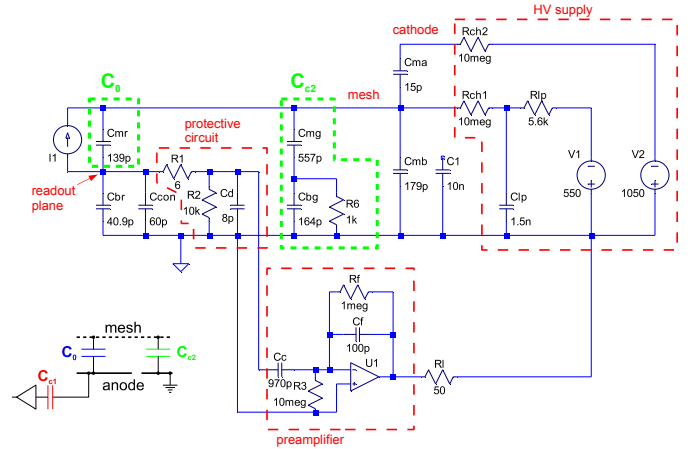 HV supply
cathode
Rch2
10meg
Cma
15p
C0
Cc2
mesh
Rch1
10meg
Rlp
5.6k
I1
Cmr
139p
protective
circuit
Cmg
557p
V1
550
V2
1050
R1
6
readout
plane
Cbr
40.9p
Ccon
60p
R2
10k
Cd
8p
Cbg
164p
R6
1k
Cmb
179p
C1
10n
Clp
1.5n
Rf
1meg
Cf
100p
mesh
C0
Cc2
Cc1
anode
Cc
970p
R3
10meg
U1
Rl
50
preamplifier